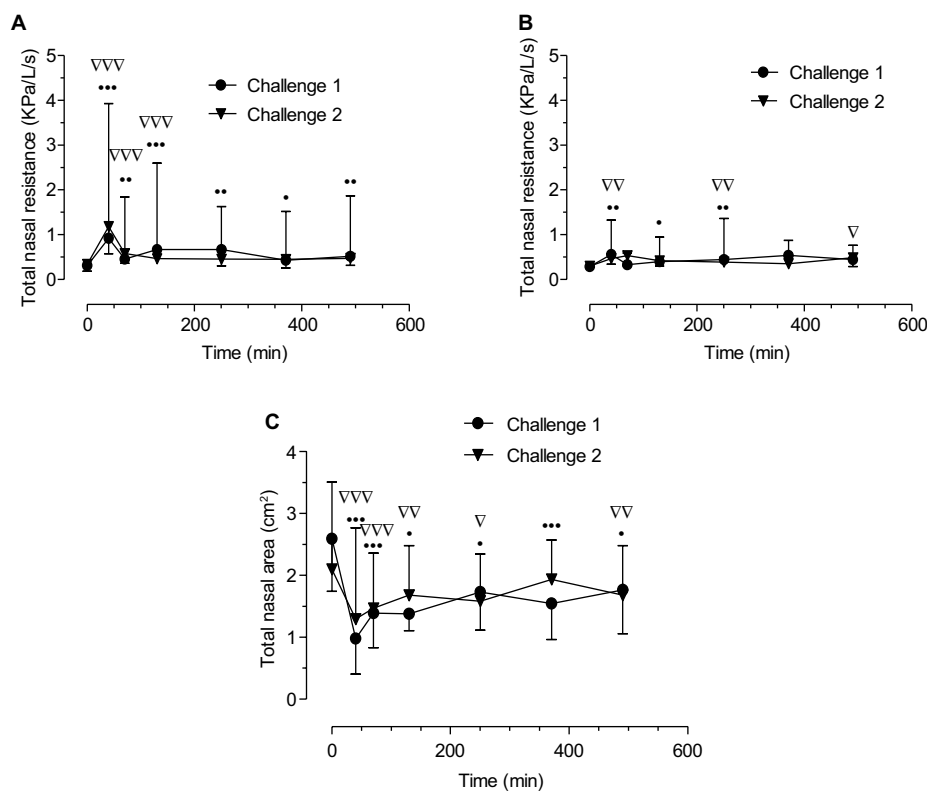 A
Total nasal resistance (KPa/L/s)
5
4
3
2
1
0
Challenge 1
Challenge 2
0 200 400 600
Time (min)
B
Total nasal resistance (KPa/L/s)
5
4
3
2
1
0
Challenge 1
Challenge 2
0 200 400 600
Time (min)
C
Total nasal area (cm²)
4
3
2
1
0
Challenge 1
Challenge 2
0 200 400 600
Time (min)